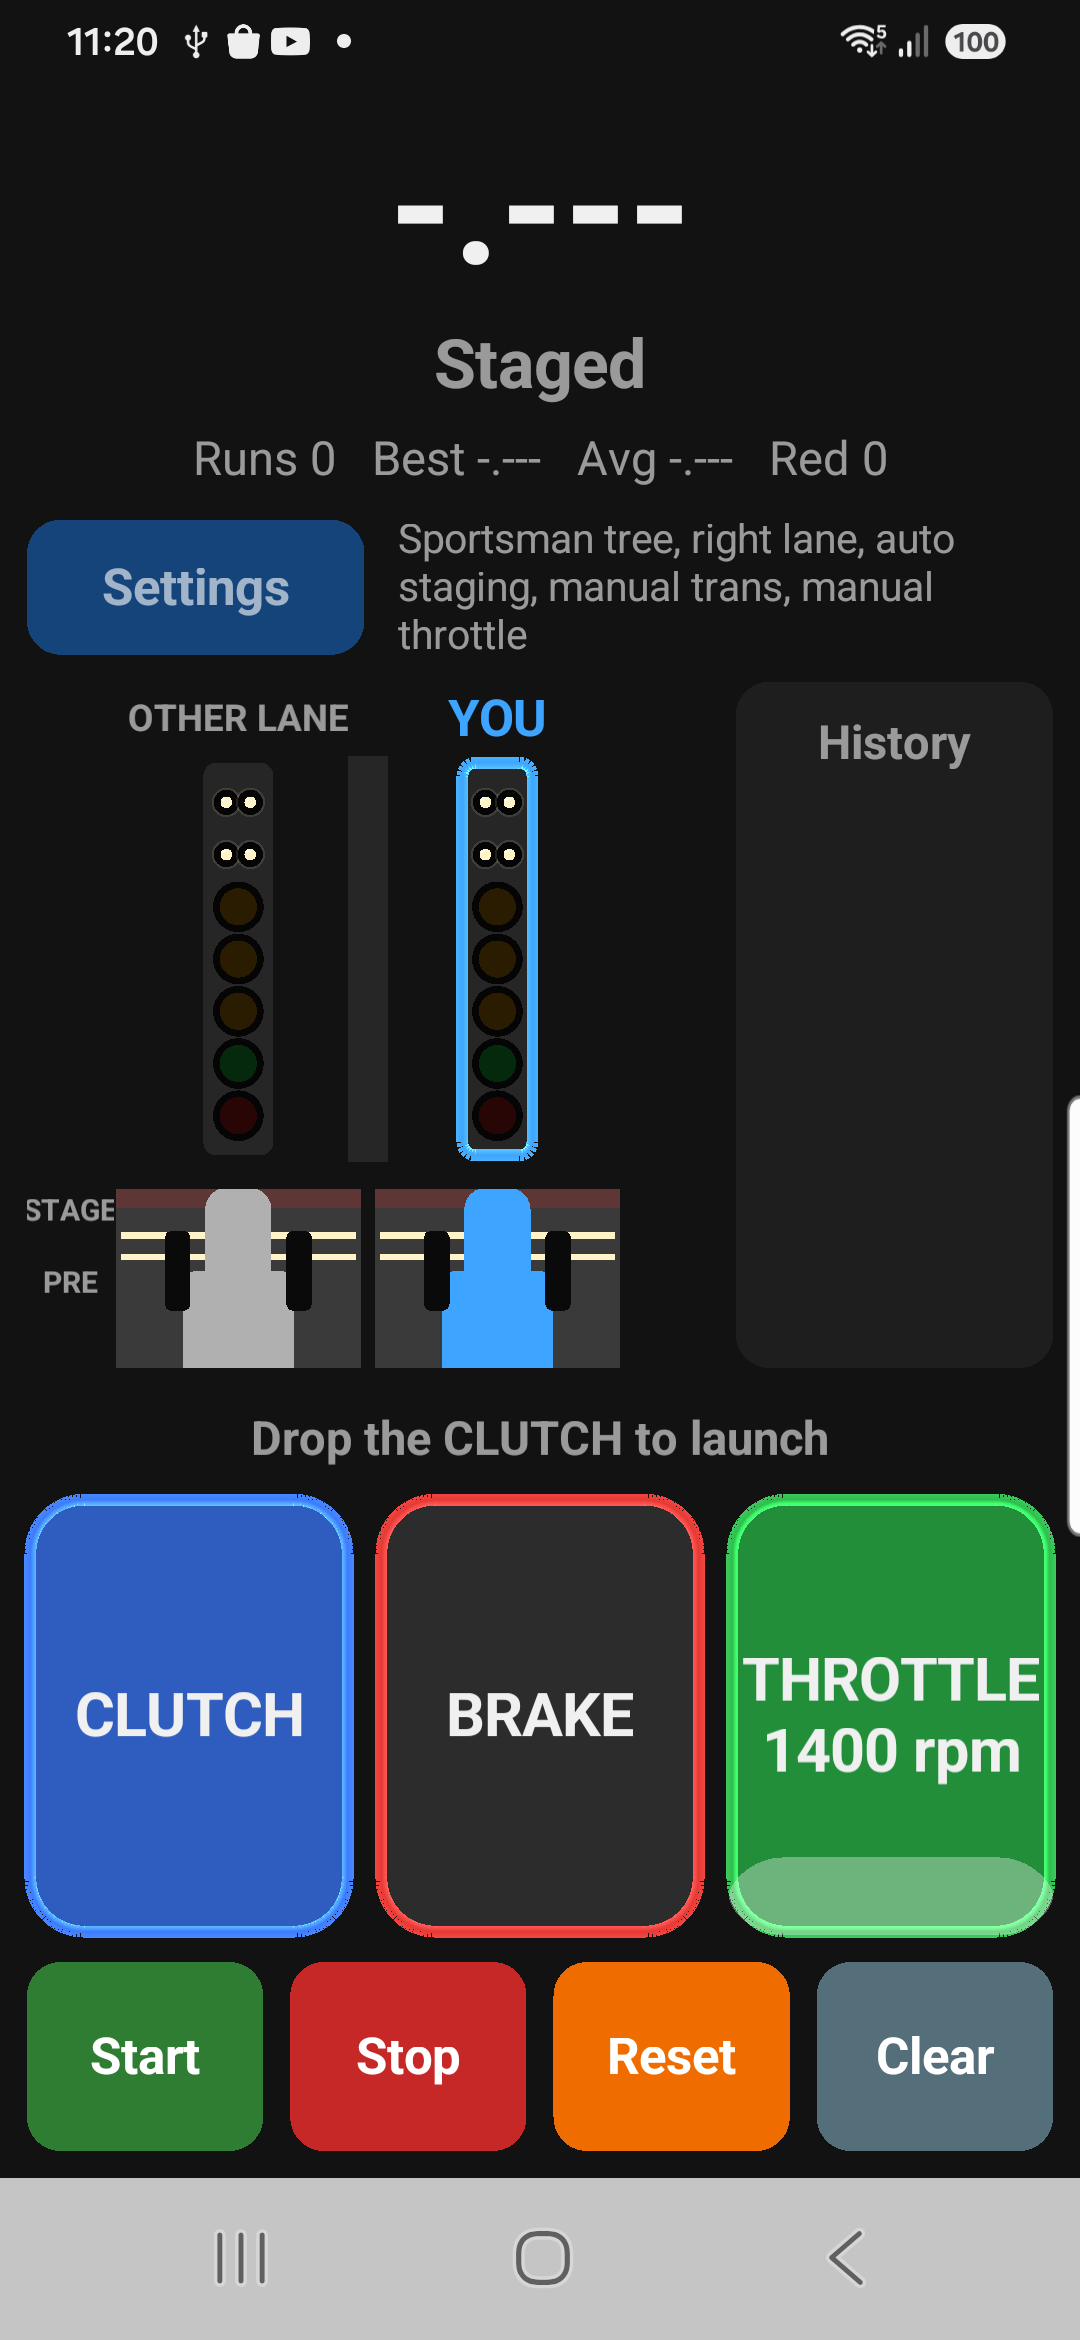 11:20
5
100
-.---
Staged
Runs 0 Best -.--- Avg -.--- Red 0
Settings
Sportsman tree, right lane, auto
staging, manual trans, manual
throttle
OTHER LANE
YOU
History
STAGE
PRE
Drop the CLUTCH to launch
CLUTCH
BRAKE
THROTTLE
1400 rpm
Start
Stop
Reset
Clear